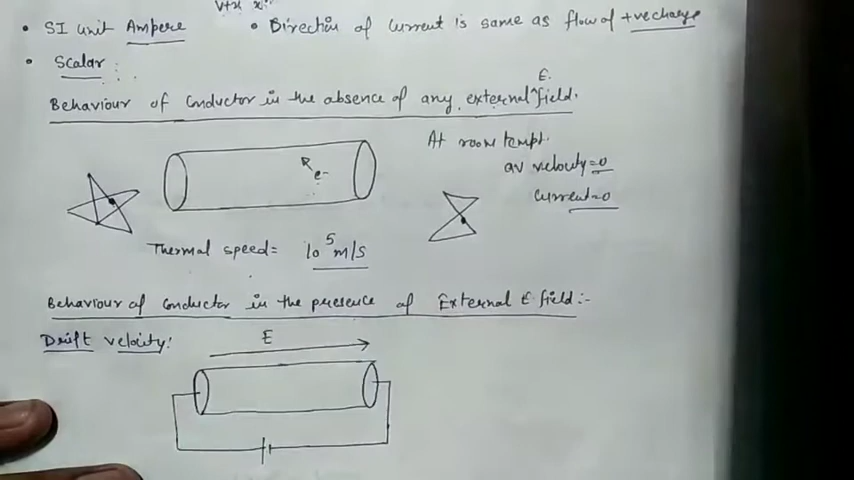 • SI unit Ampere
• Direction of current is same as flow of +ve charge
• Scalar :
E.
Behaviour of conductor in the absence of any external ^ field.
At room tempt.
av velocity = 0
current = 0
e-
Thermal speed = 10^5 m/s
Behaviour of conductor in the presence of External E field :-
Drift velocity :
E